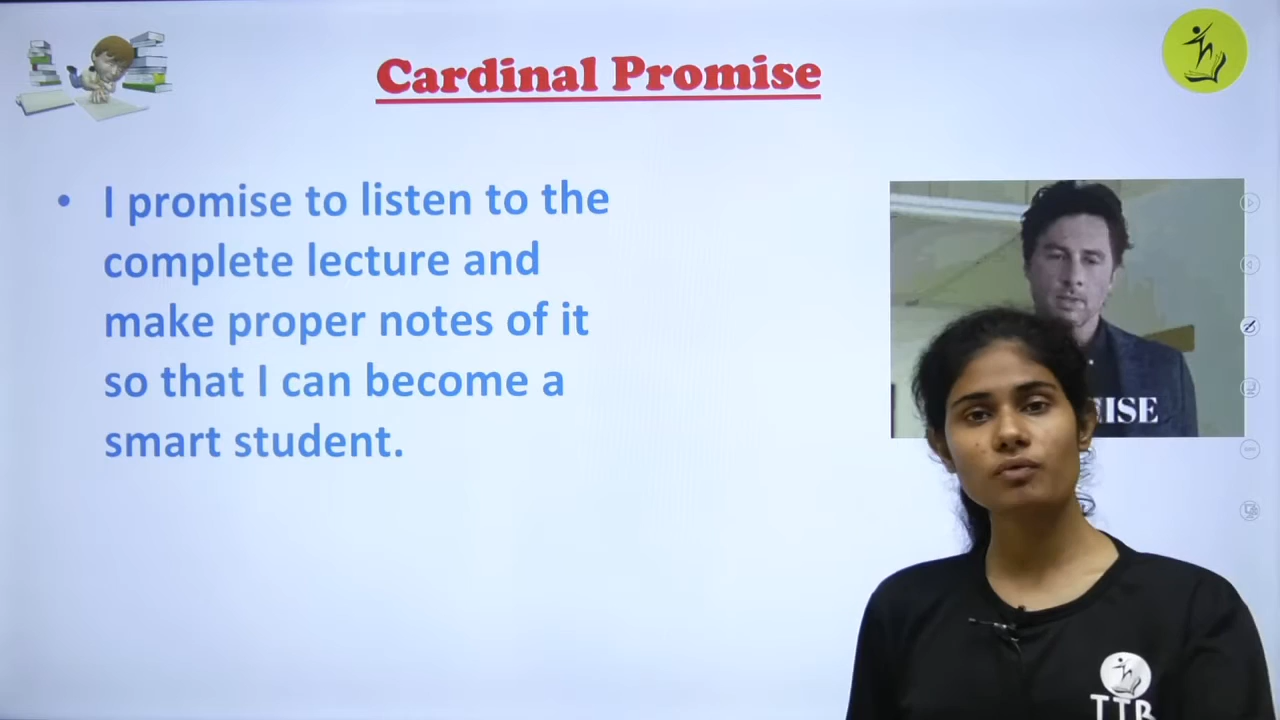 Cardinal Promise
• I promise to listen to the
complete lecture and
make proper notes of it
so that I can become a
smart student.
TTB